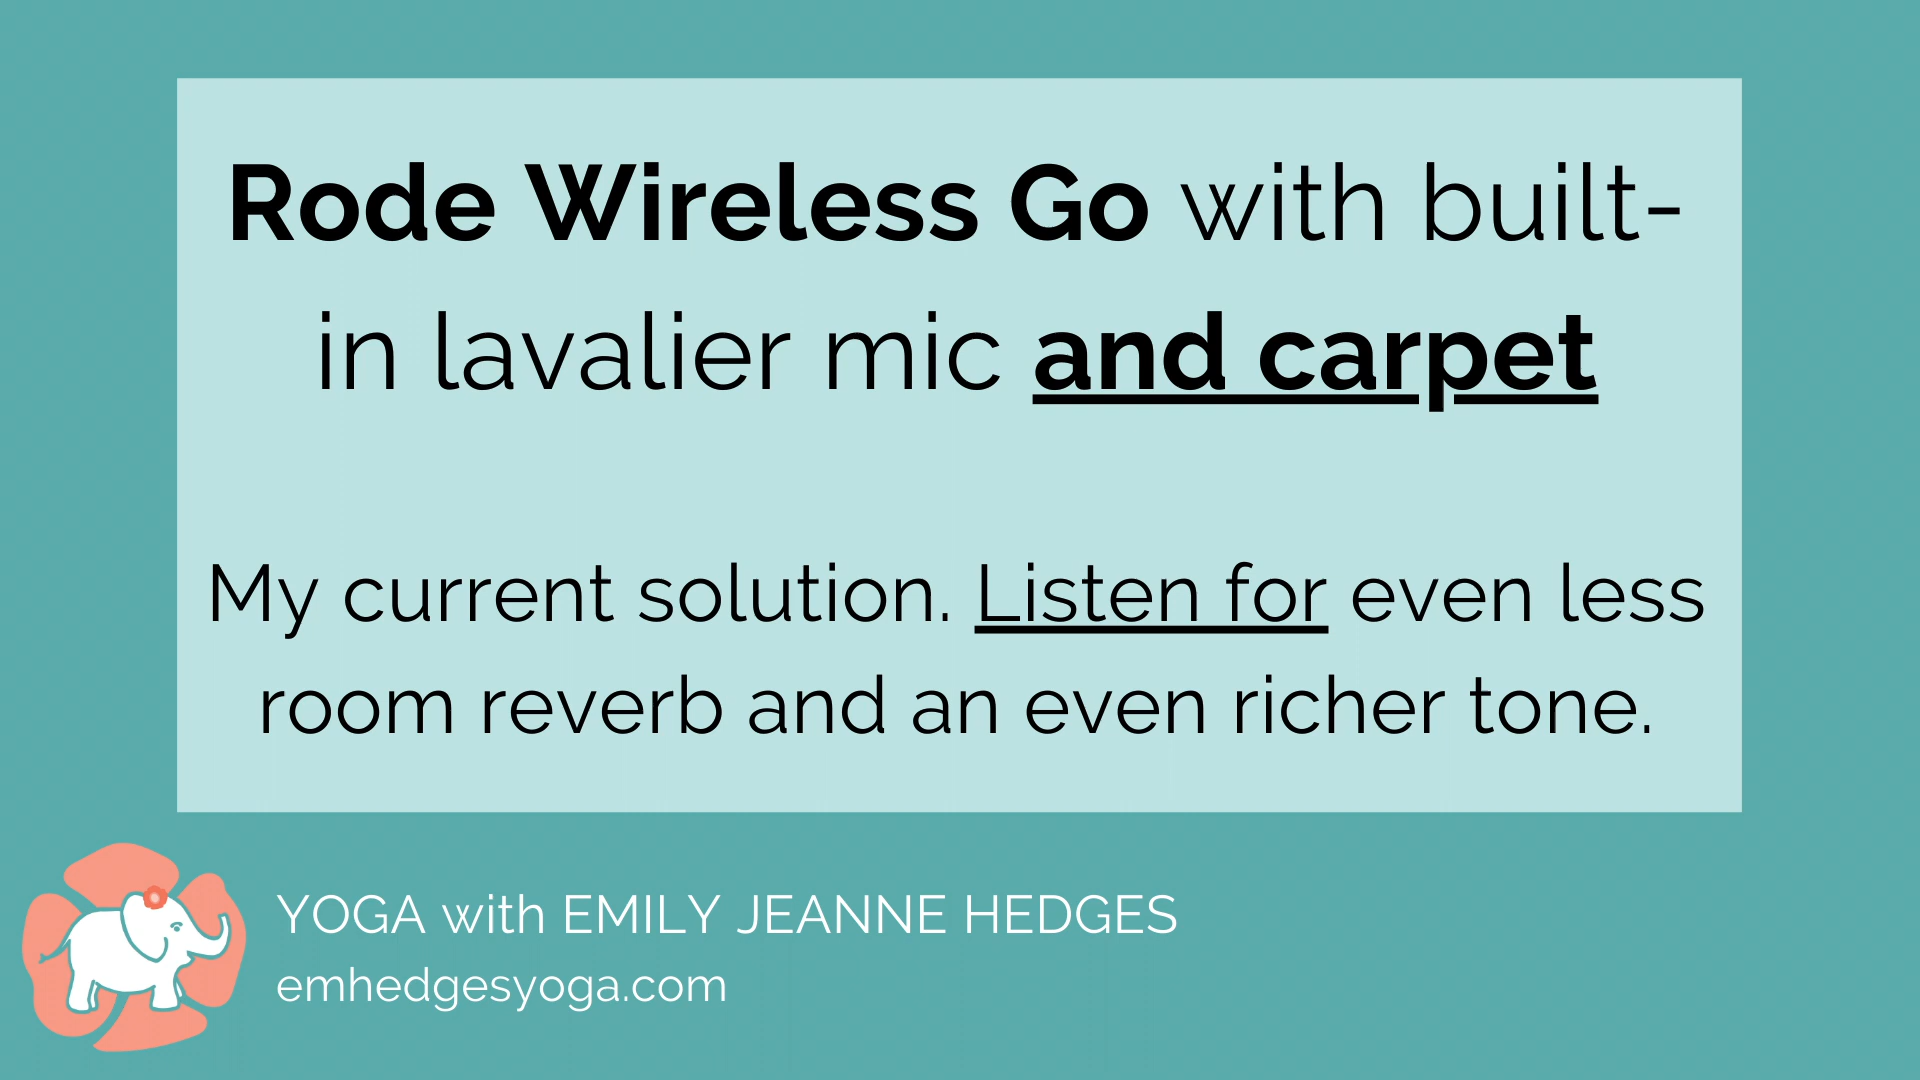 Rode Wireless Go with built-
in lavalier mic and carpet
My current solution. Listen for even less
room reverb and an even richer tone.
YOGA with EMILY JEANNE HEDGES
emhedgesyoga.com